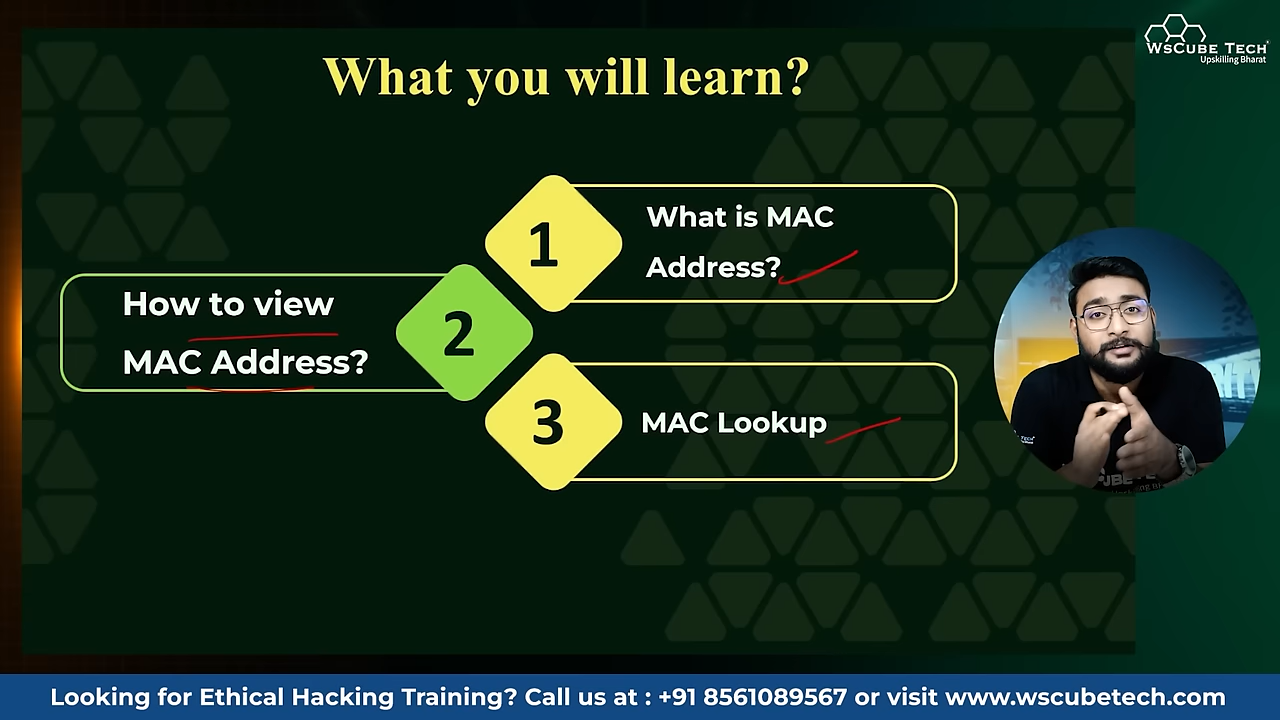 WsCube Tech
Upskilling Bharat
What you will learn?
1
What is MAC
Address?
2
How to view
MAC Address?
3
MAC Lookup
Looking for Ethical Hacking Training? Call us at : +91 8561089567 or visit www.wscubetech.com